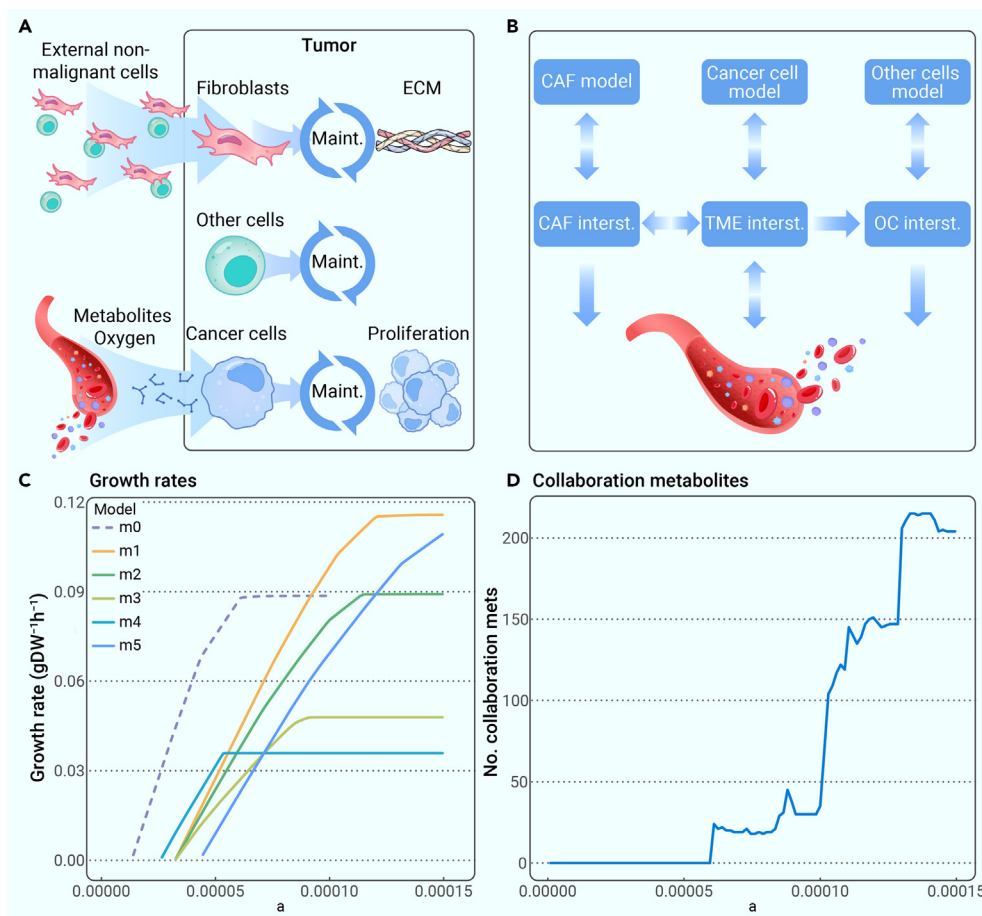 A
External non-
malignant cells
Tumor
Fibroblasts
ECM
Maint.
Other cells
Maint.
Metabolites
Oxygen
Cancer cells
Proliferation
Maint.
B
CAF model
Cancer cell
model
Other cells
model
CAF interst.
TME interst.
OC interst.
C
Growth rates
Growth rate (gDW⁻¹h⁻¹)
0.12
0.09
0.06
0.03
0.00
Model
m0
m1
m2
m3
m4
m5
0.00000
0.00005
0.00010
0.00015
a
D
Collaboration metabolites
No. collaboration mets
200
150
100
50
0
0.00000
0.00005
0.00010
0.00015
a